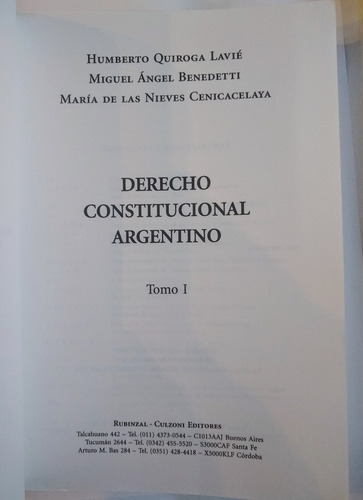 Humberto Quiroga Lavié
Miguel Ángel Benedetti
María de las Nieves Cenicacelaya
DERECHO
CONSTITUCIONAL
ARGENTINO
Tomo I
Rubinzal - Culzoni Editores
Talcahuano 442 – Tel. (011) 4373-0544 – C1013AAJ Buenos Aires
Tucumán 2644 – Tel. (0342) 455-5520 – S3000CAF Santa Fe
Arturo M. Bas 284 – Tel. (0351) 428-4418 – X5000KLF Córdoba